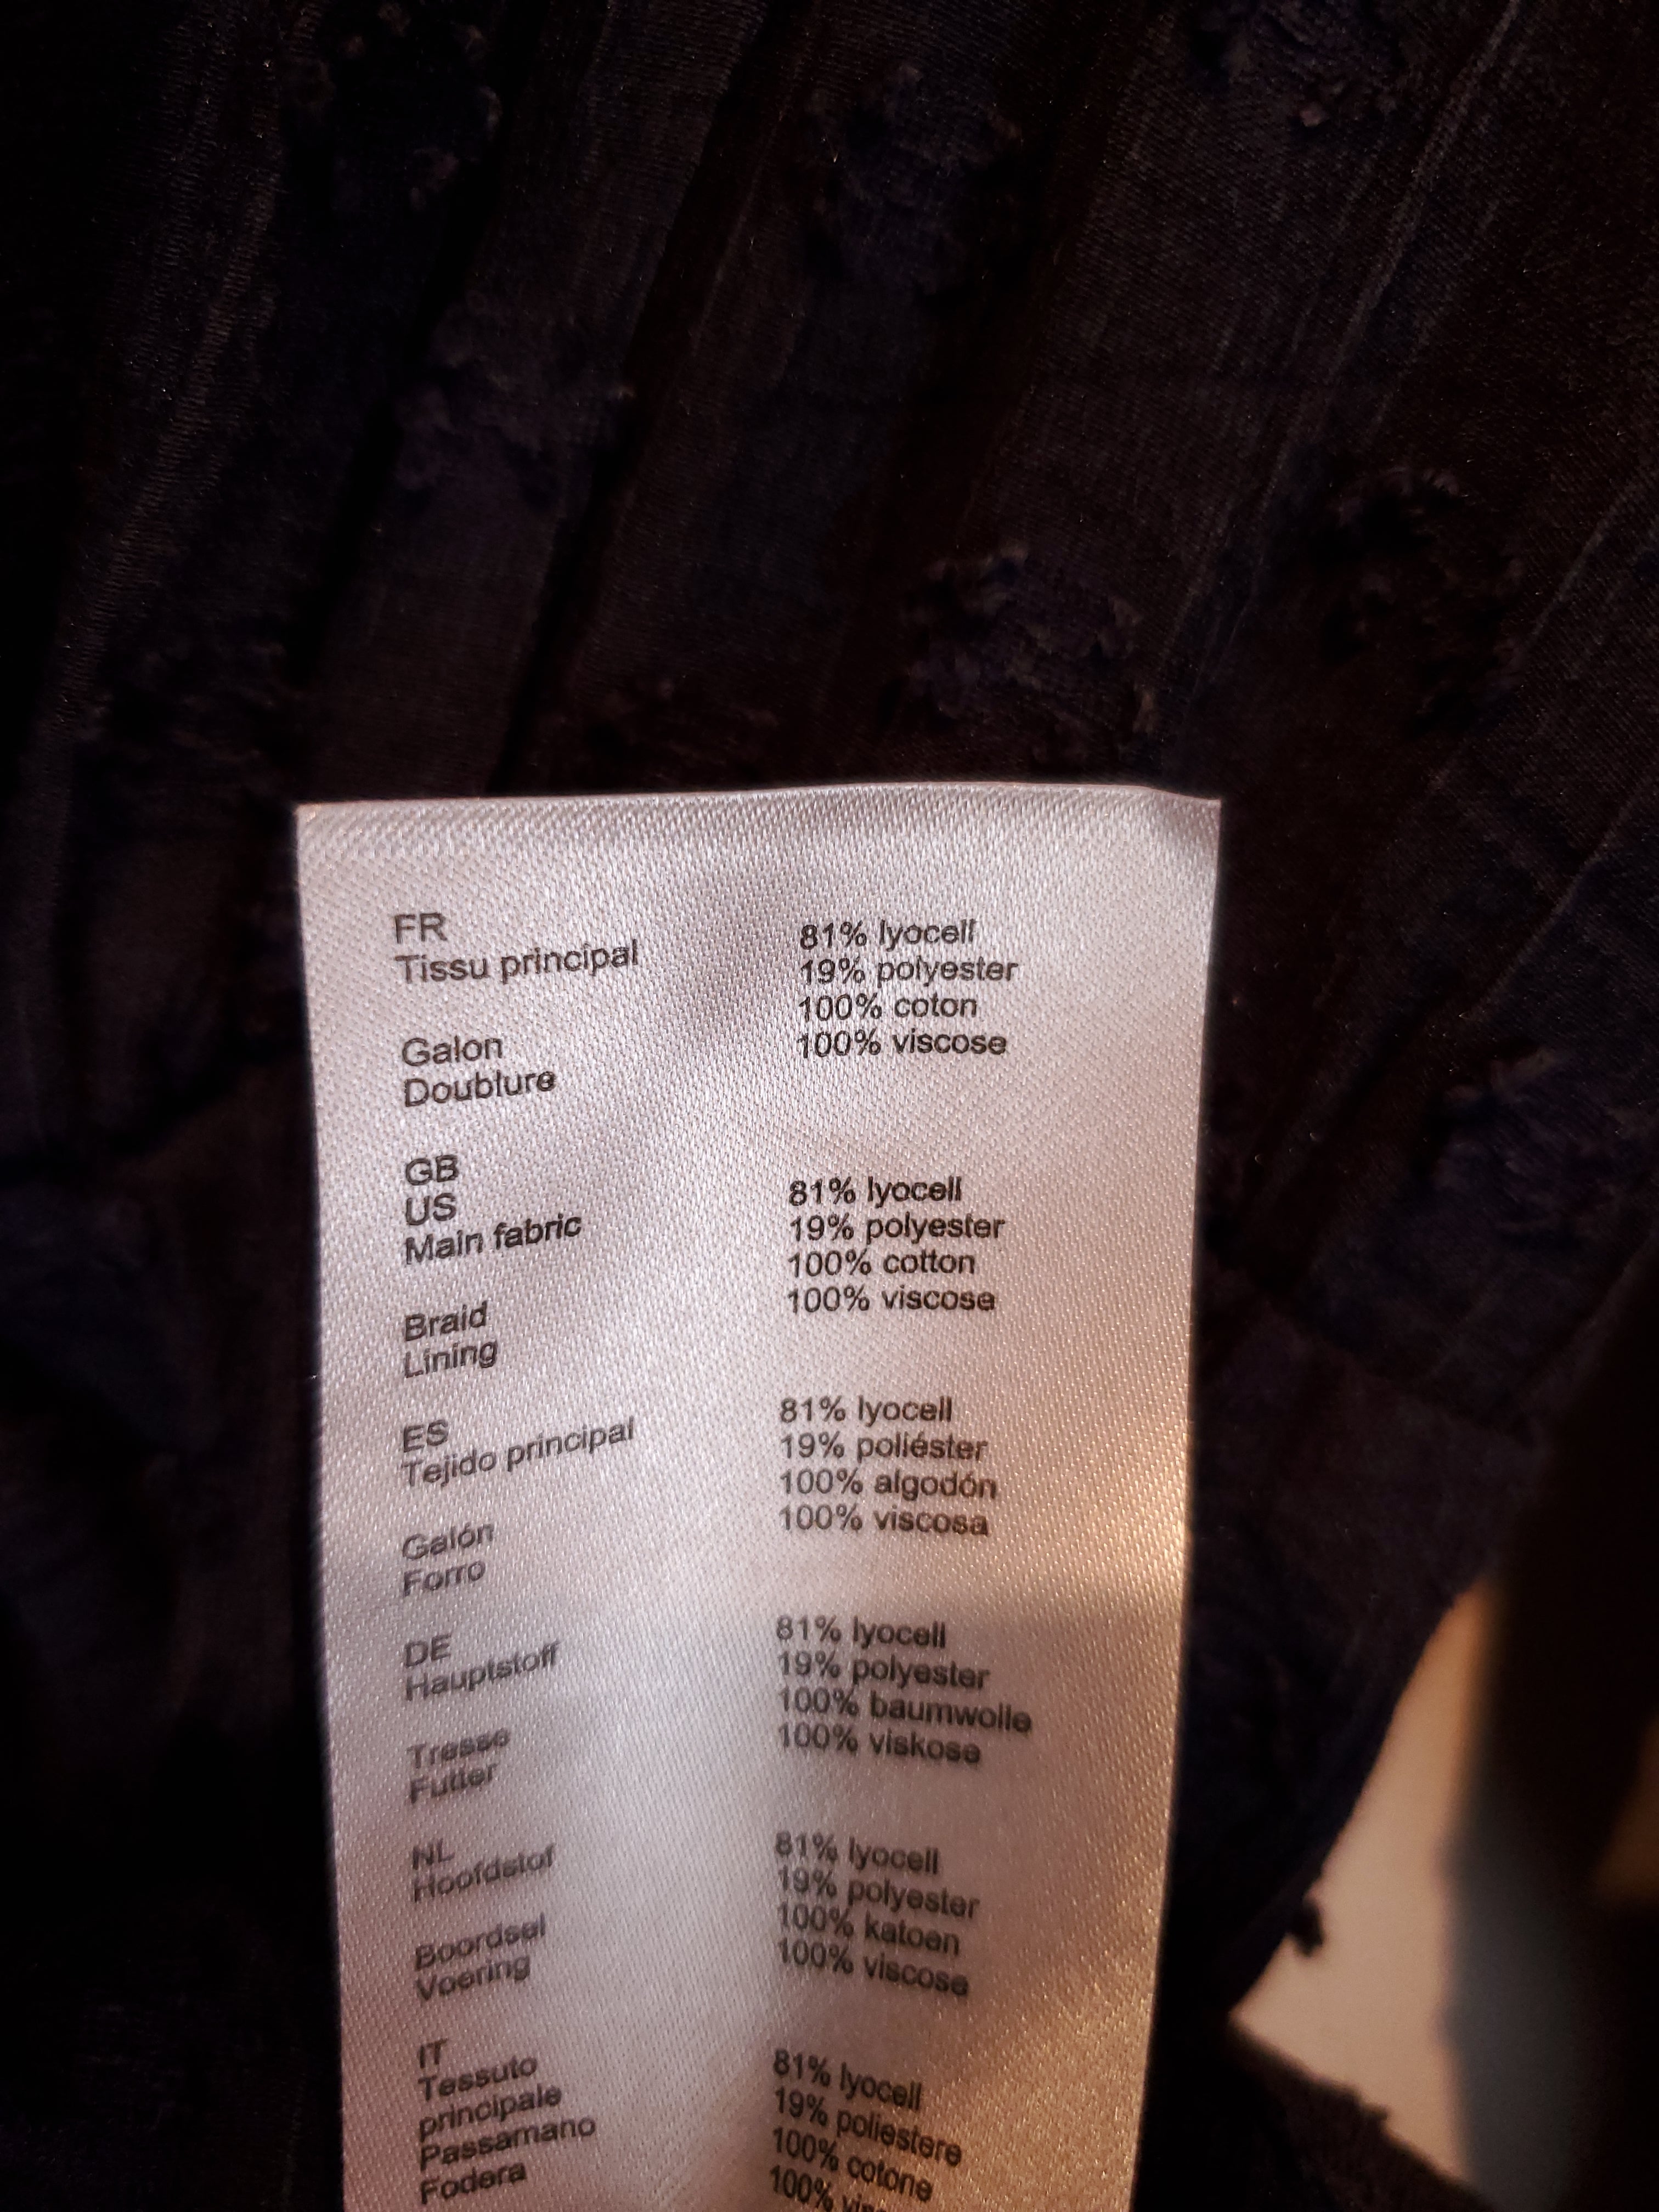 FR
Tissu principal 81% lyocell
19% polyester
Galon 100% coton
Doublure 100% viscose
GB
US
Main fabric 81% lyocell
19% polyester
Braid 100% cotton
Lining 100% viscose
ES
Tejido principal 81% lyocell
19% poliéster
Galón 100% algodón
Forro 100% viscosa
DE
Hauptstoff 81% lyocell
19% polyester
Tresse 100% baumwolle
Futter 100% viskose
NL
Hoofdstof 81% lyocell
19% polyester
Boordsel 100% katoen
Voering 100% viscose
IT
Tessuto 81% lyocell
principale 19% poliestere
Passamano 100% cotone
Fodera 100%